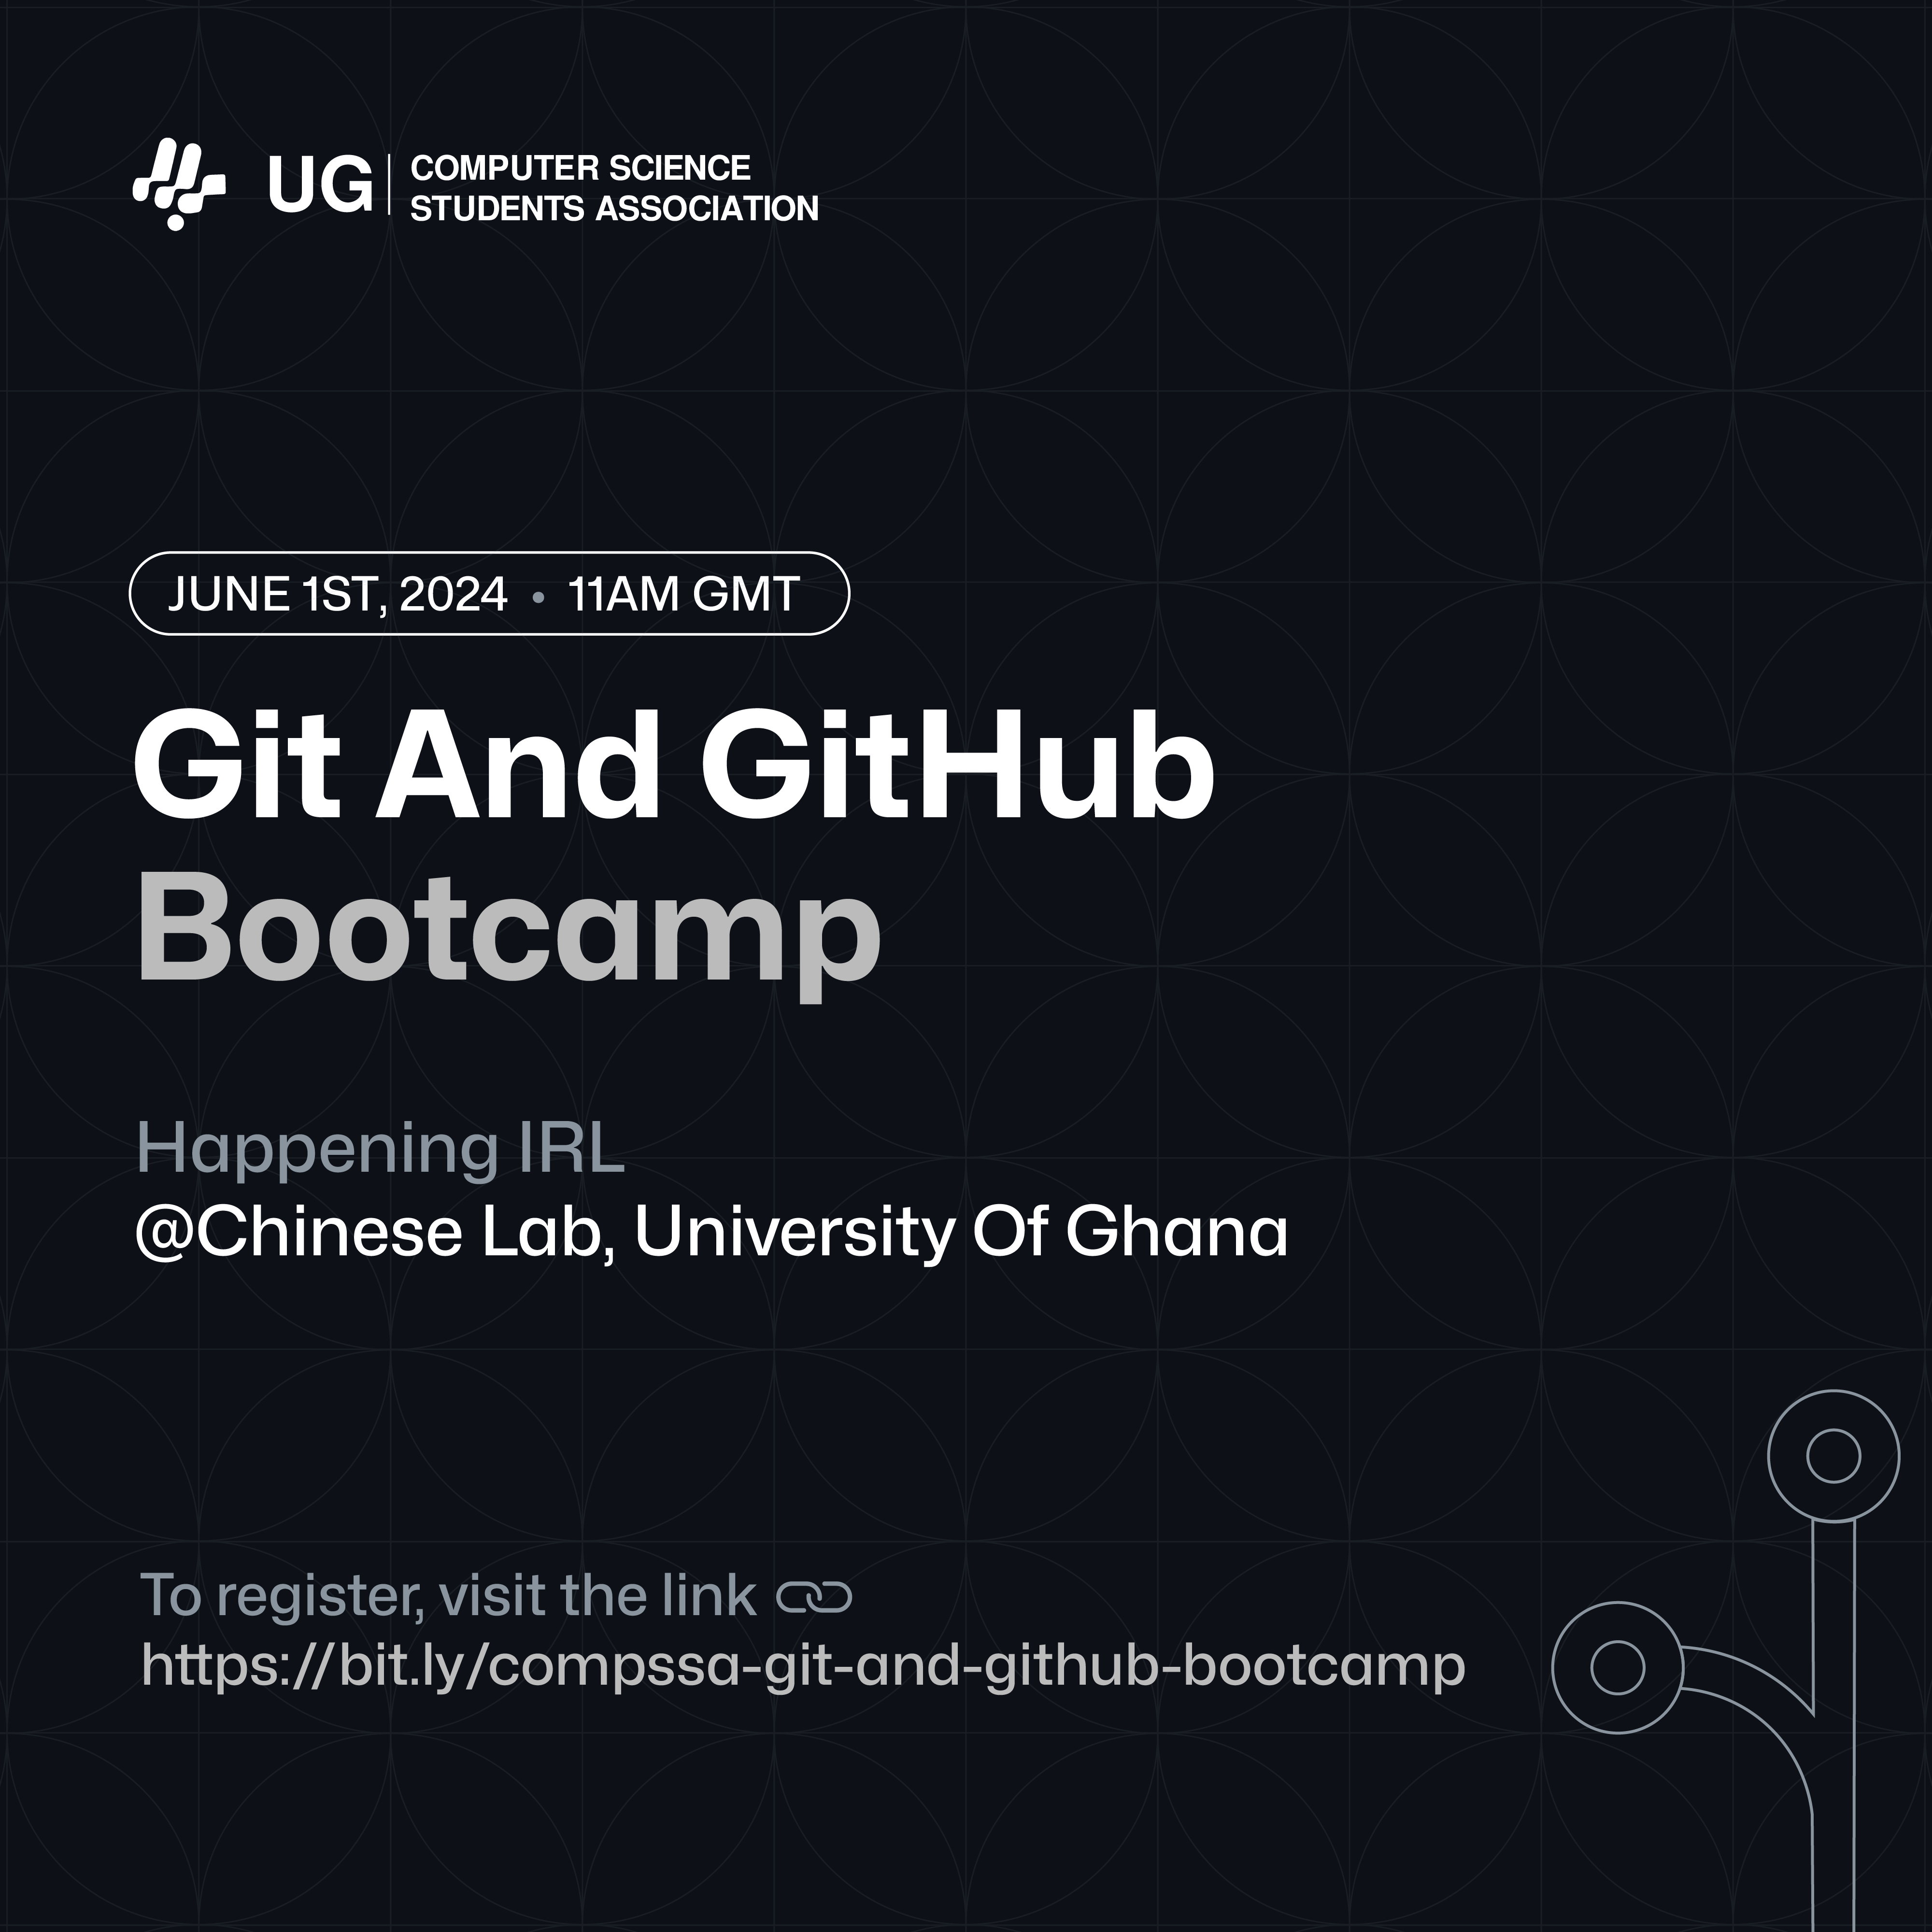 UG
COMPUTER SCIENCE
STUDENTS ASSOCIATION
JUNE 1ST, 2024 • 11AM GMT
Git And GitHub
Bootcamp
Happening IRL
@Chinese Lab, University Of Ghana
To register, visit the link
https://bit.ly/compssa-git-and-github-bootcamp